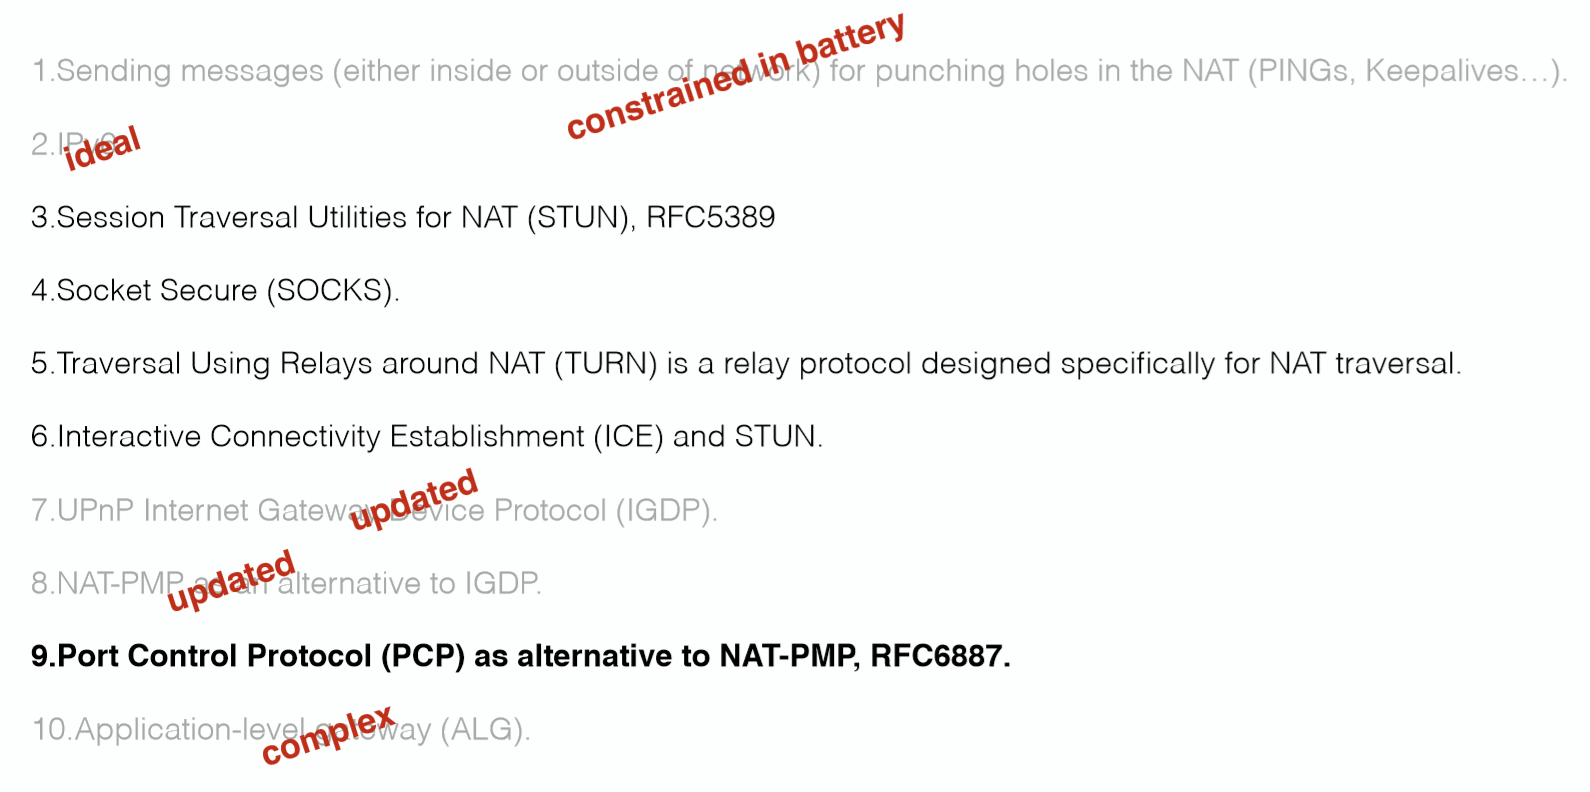 1.Sending messages (either inside or outside of network) for punching holes in the NAT (PINGs, Keepalives…).
constrained in battery
2.IPv6
ideal
3.Session Traversal Utilities for NAT (STUN), RFC5389
4.Socket Secure (SOCKS).
5.Traversal Using Relays around NAT (TURN) is a relay protocol designed specifically for NAT traversal.
6.Interactive Connectivity Establishment (ICE) and STUN.
7.UPnP Internet Gateway Device Protocol (IGDP).
updated
8.NAT-PMP as an alternative to IGDP.
updated
9.Port Control Protocol (PCP) as alternative to NAT-PMP, RFC6887.
10.Application-level gateway (ALG).
complex